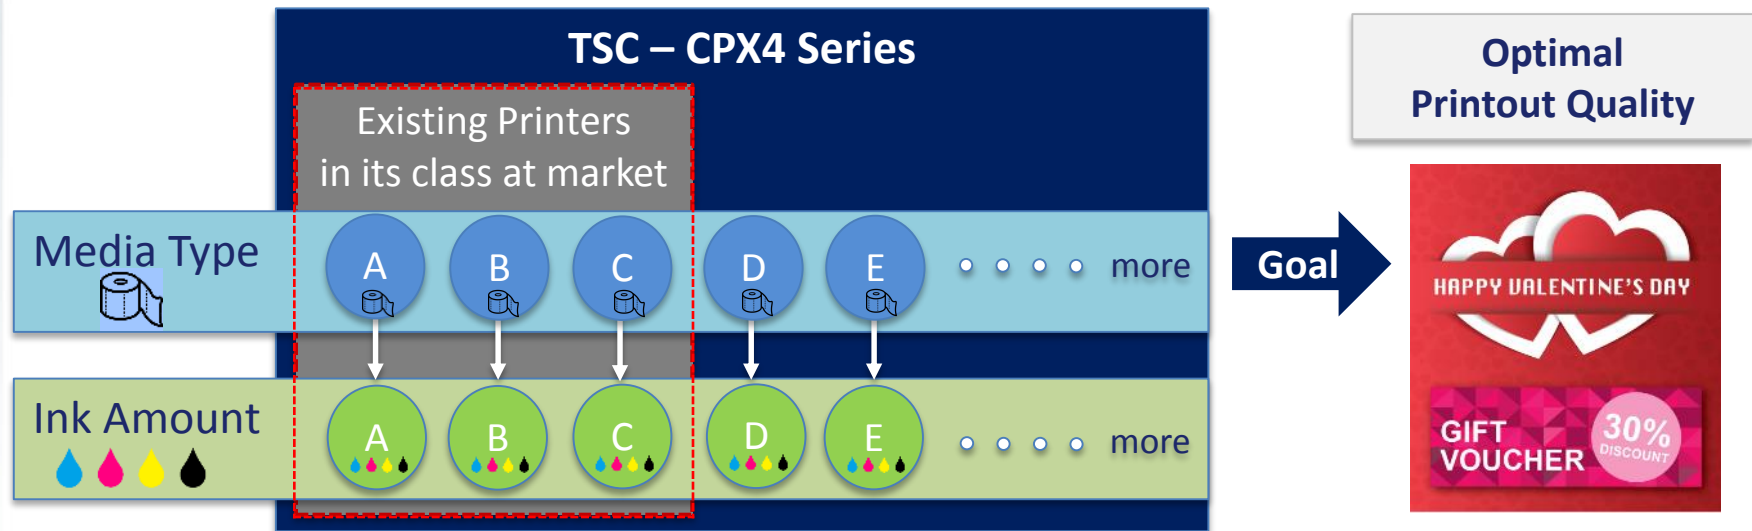 TSC – CPX4 Series
Existing Printers
in its class at market
Media Type
A
B
C
D
E
more
Ink Amount
A
B
C
D
E
more
Goal
Optimal
Printout Quality
HAPPY VALENTINE'S DAY
GIFT
VOUCHER
30%
DISCOUNT